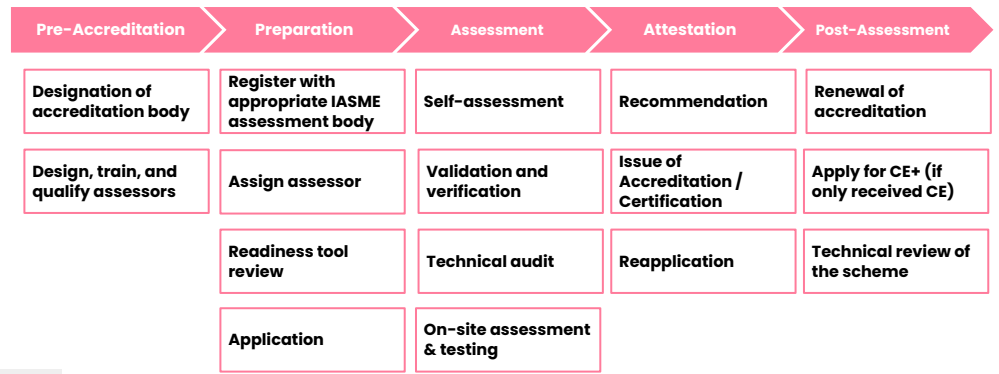 Pre-Accreditation
Preparation
Assessment
Attestation
Post-Assessment
Designation of
accreditation body
Register with
appropriate IASME
assessment body
Self-assessment
Recommendation
Renewal of
accreditation
Design, train, and
qualify assessors
Assign assessor
Validation and
verification
Issue of
Accreditation /
Certification
Apply for CE+ (if
only received CE)
Readiness tool
review
Technical audit
Reapplication
Technical review of
the scheme
Application
On-site assessment
& testing